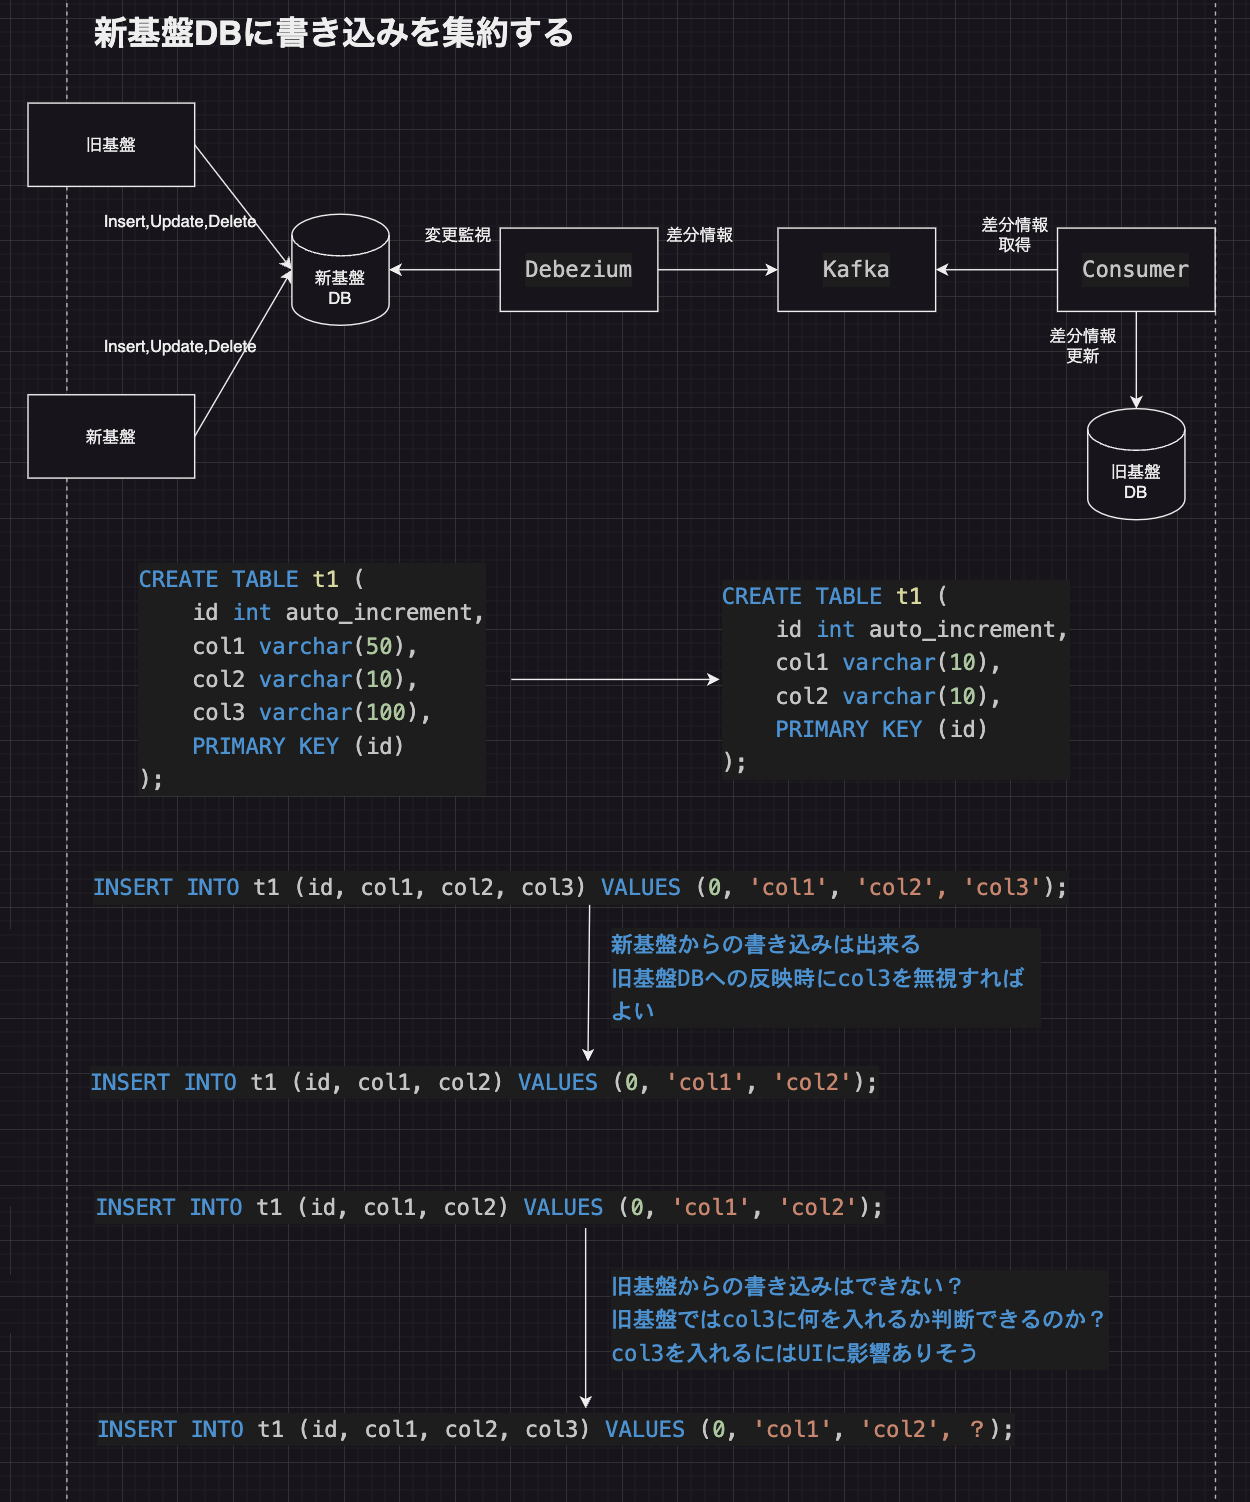 新基盤DBに書き込みを集約する
旧基盤
Insert,Update,Delete
新基盤
DB
変更監視
Debezium
差分情報
Kafka
差分情報
取得
Consumer
Insert,Update,Delete
新基盤
差分情報
更新
旧基盤
DB
CREATE TABLE t1 (
id int auto_increment,
col1 varchar(50),
col2 varchar(10),
col3 varchar(100),
PRIMARY KEY (id)
);
CREATE TABLE t1 (
id int auto_increment,
col1 varchar(10),
col2 varchar(10),
PRIMARY KEY (id)
);
INSERT INTO t1 (id, col1, col2, col3) VALUES (0, 'col1', 'col2', 'col3');
新基盤からの書き込みは出来る
旧基盤DBへの反映時にcol3を無視すれば
よい
INSERT INTO t1 (id, col1, col2) VALUES (0, 'col1', 'col2');
INSERT INTO t1 (id, col1, col2) VALUES (0, 'col1', 'col2');
旧基盤からの書き込みはできない？
旧基盤ではcol3に何を入れるか判断できるのか？
col3を入れるにはUIに影響ありそう
INSERT INTO t1 (id, col1, col2, col3) VALUES (0, 'col1', 'col2', ？);